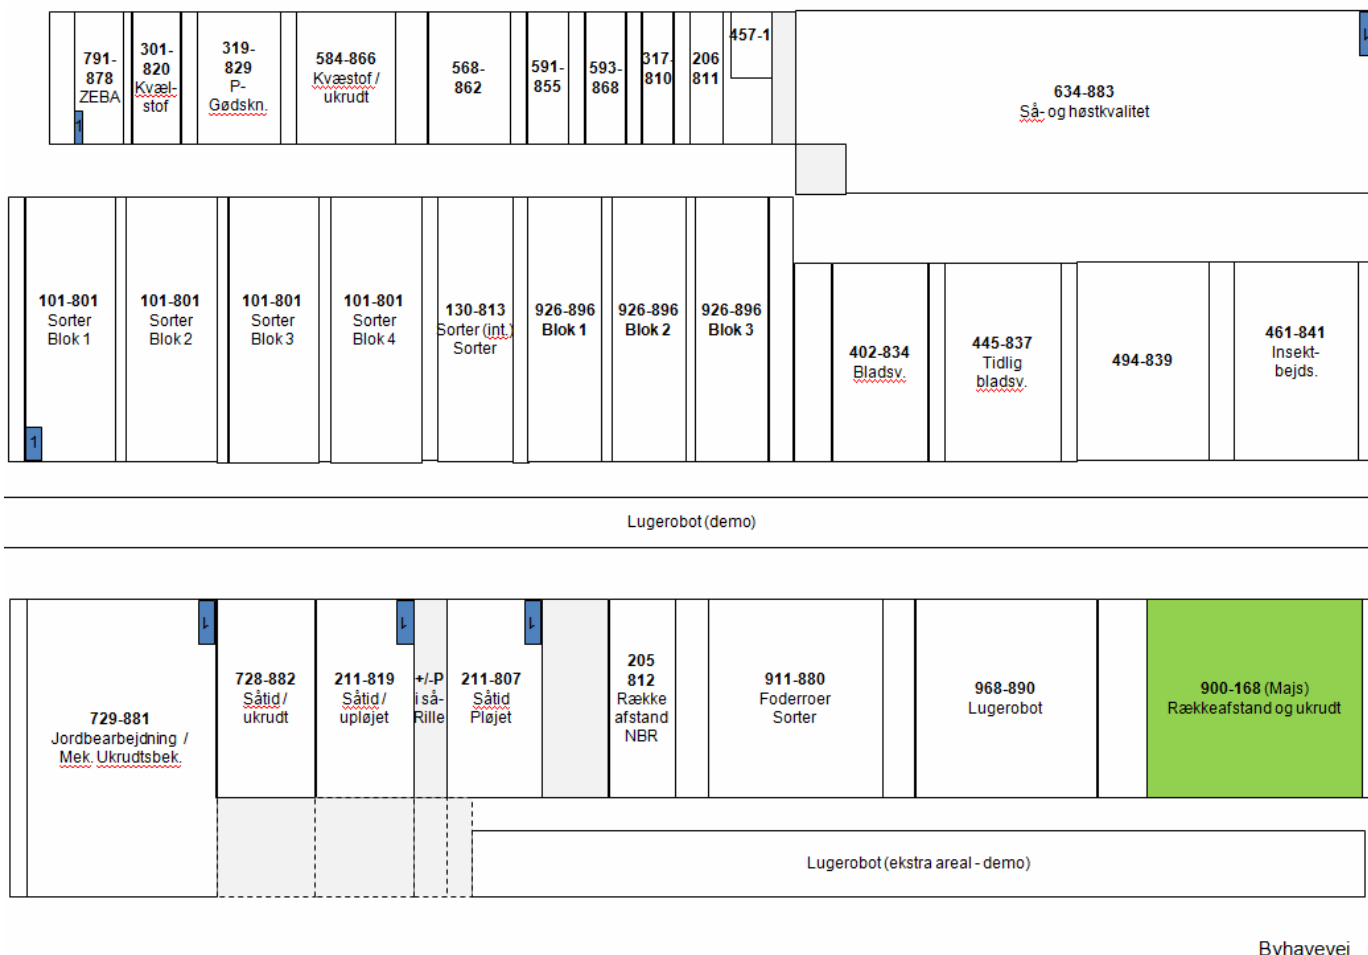 791-
878
ZEBA
1
301-
820
Kvæl-
stof
319-
829
P-
Gødskn.
584-866
Kvæstof /
ukrudt
568-
862
591-
855
593-
868
317-
810
206
811
457-1
634-883
Så- og høstkvalitet
1
101-801
Sorter
Blok 1
1
101-801
Sorter
Blok 2
101-801
Sorter
Blok 3
101-801
Sorter
Blok 4
130-813
Sorter (int.)
Sorter
926-896
Blok 1
926-896
Blok 2
926-896
Blok 3
402-834
Bladsv.
445-837
Tidlig
bladsv.
494-839
461-841
Insekt-
bejds.
Lugerobot (demo)
729-881
Jordbearbejdning /
Mek. Ukrudtsbek.
1
728-882
Såtid /
ukrudt
211-819
Såtid /
upløjet
1
+/-P
i så-
Rille
211-807
Såtid
Pløjet
1
205
812
Række
afstand
NBR
911-880
Foderroer
Sorter
968-890
Lugerobot
900-168 (Majs)
Rækkeafstand og ukrudt
Lugerobot (ekstra areal - demo)
Byhavevej